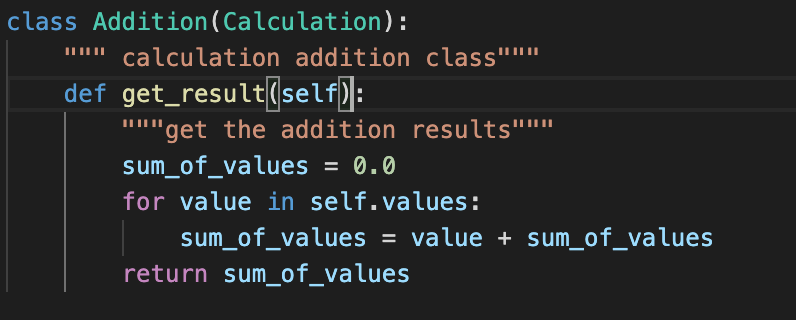 class Addition(Calculation):
    """ calculation addition class"""
    def get_result(self):
        """get the addition results"""
        sum_of_values = 0.0
        for value in self.values:
            sum_of_values = value + sum_of_values
        return sum_of_values